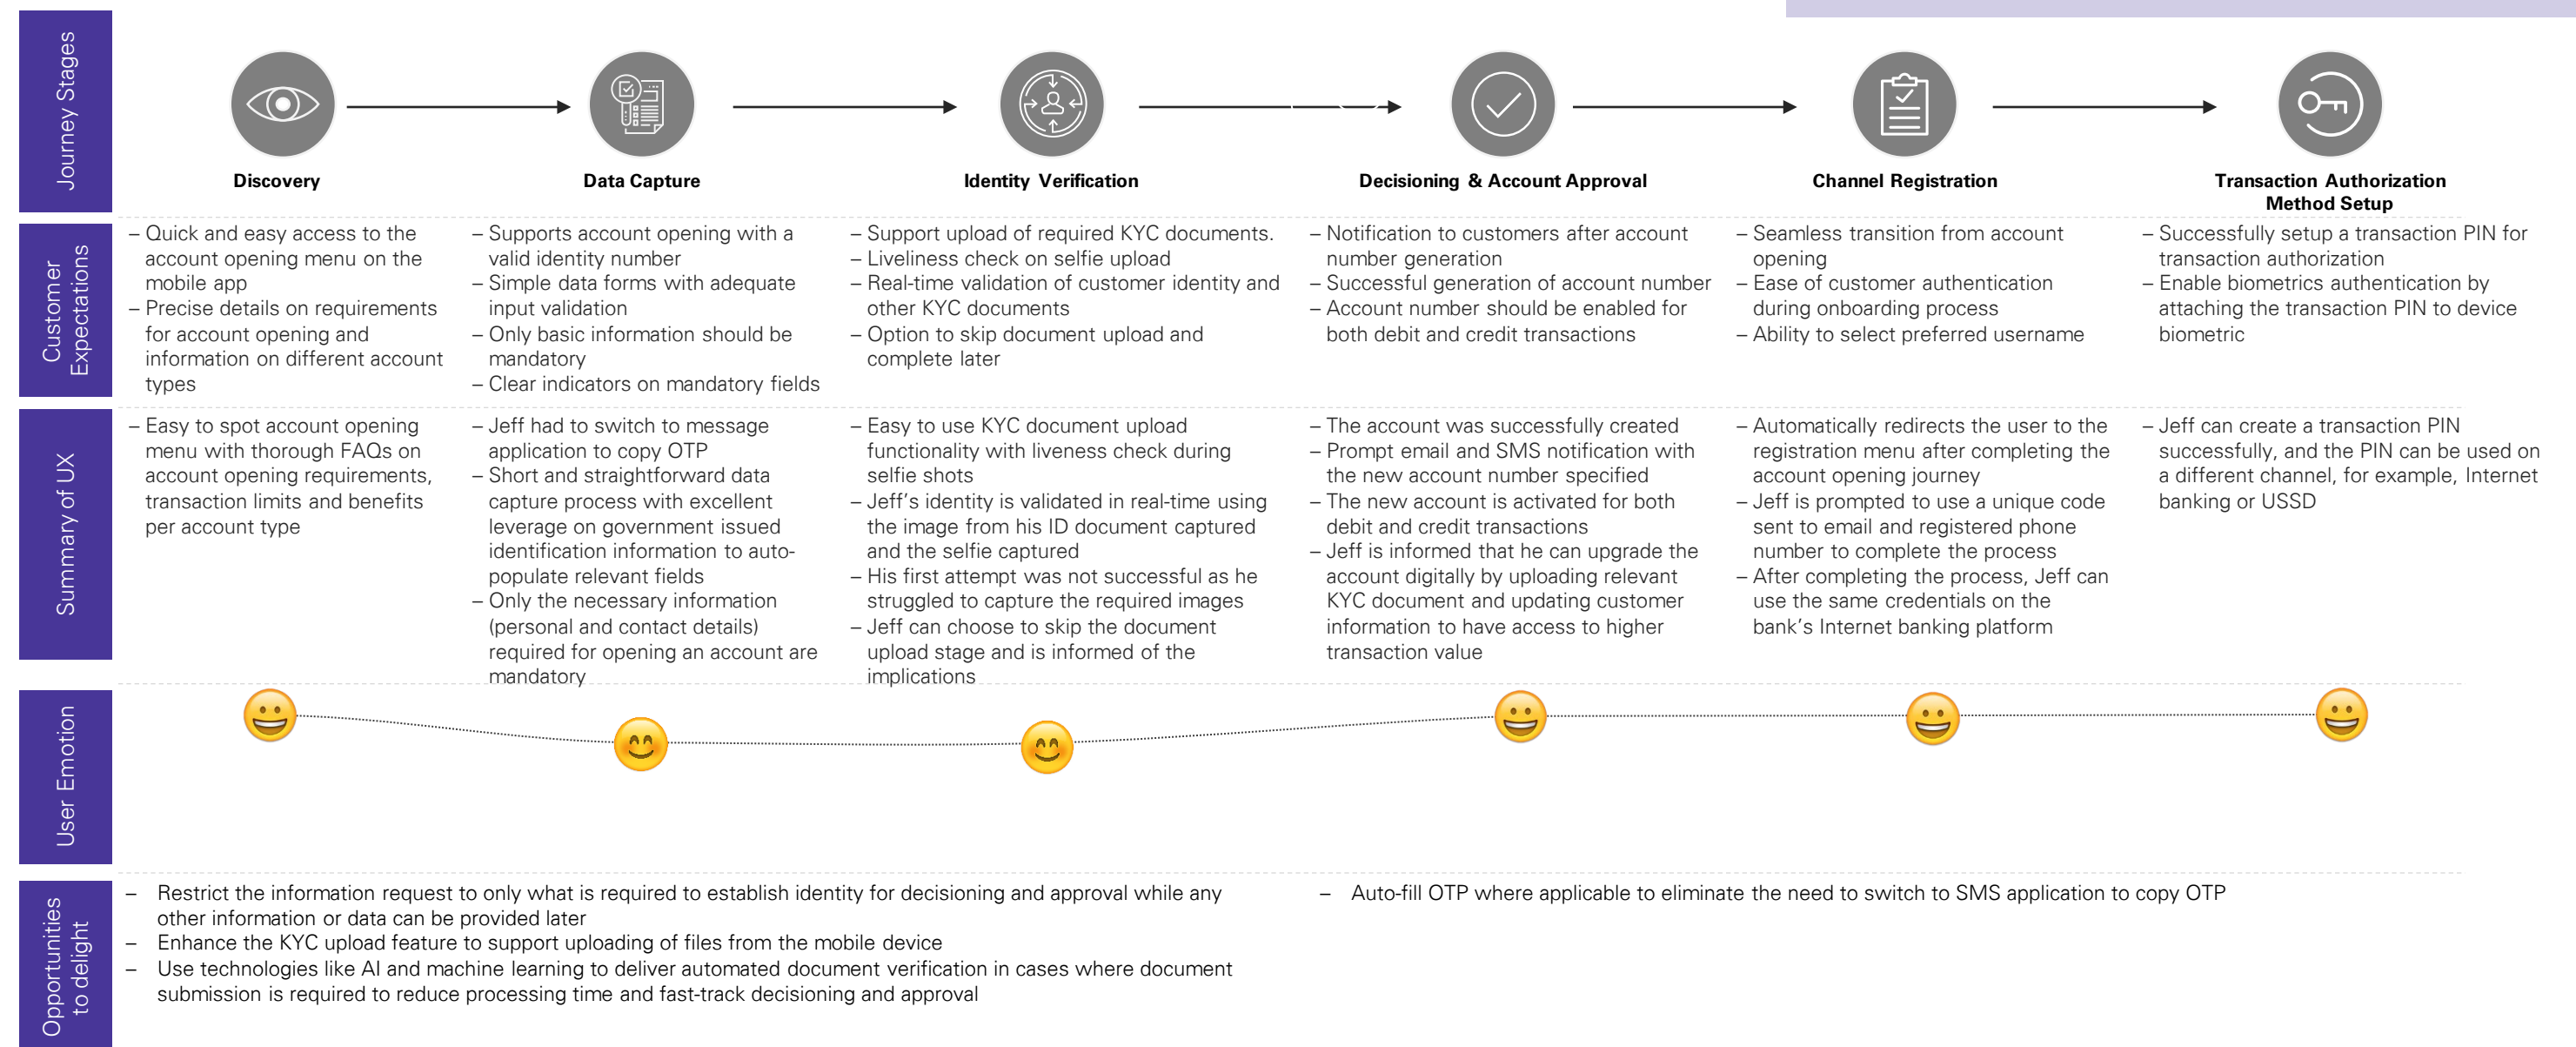 Journey Stages
Discovery
Data Capture
Identity Verification
Decisioning & Account Approval
Channel Registration
Transaction Authorization
Method Setup
Customer
Expectations
– Quick and easy access to the
account opening menu on the
mobile app
– Precise details on requirements
for account opening and
information on different account
types
– Supports account opening with a
valid identity number
– Simple data forms with adequate
input validation
– Only basic information should be
mandatory
– Clear indicators on mandatory fields
– Support upload of required KYC documents.
– Liveliness check on selfie upload
– Real-time validation of customer identity and
other KYC documents
– Option to skip document upload and
complete later
– Notification to customers after account
number generation
– Successful generation of account number
– Account number should be enabled for
both debit and credit transactions
– Seamless transition from account
opening
– Ease of customer authentication
during onboarding process
– Ability to select preferred username
– Successfully setup a transaction PIN for
transaction authorization
– Enable biometrics authentication by
attaching the transaction PIN to device
biometric
Summary of UX
– Easy to spot account opening
menu with thorough FAQs on
account opening requirements,
transaction limits and benefits
per account type
– Jeff had to switch to message
application to copy OTP
– Short and straightforward data
capture process with excellent
leverage on government issued
identification information to auto-
populate relevant fields
– Only the necessary information
(personal and contact details)
required for opening an account are
mandatory
– Easy to use KYC document upload
functionality with liveness check during
selfie shots
– Jeff's identity is validated in real-time using
the image from his ID document captured
and the selfie captured
– His first attempt was not successful as he
struggled to capture the required images
– Jeff can choose to skip the document
upload stage and is informed of the
implications
– The account was successfully created
– Prompt email and SMS notification with
the new account number specified
– The new account is activated for both
debit and credit transactions
– Jeff is informed that he can upgrade the
account digitally by uploading relevant
KYC document and updating customer
information to have access to higher
transaction value
– Automatically redirects the user to the
registration menu after completing the
account opening journey
– Jeff is prompted to use a unique code
sent to email and registered phone
number to complete the process
– After completing the process, Jeff can
use the same credentials on the
bank's Internet banking platform
– Jeff can create a transaction PIN
successfully, and the PIN can be used on
a different channel, for example, Internet
banking or USSD
User Emotion
Opportunities
to delight
– Restrict the information request to only what is required to establish identity for decisioning and approval while any
other information or data can be provided later
– Enhance the KYC upload feature to support uploading of files from the mobile device
– Use technologies like AI and machine learning to deliver automated document verification in cases where document
submission is required to reduce processing time and fast-track decisioning and approval
– Auto-fill OTP where applicable to eliminate the need to switch to SMS application to copy OTP